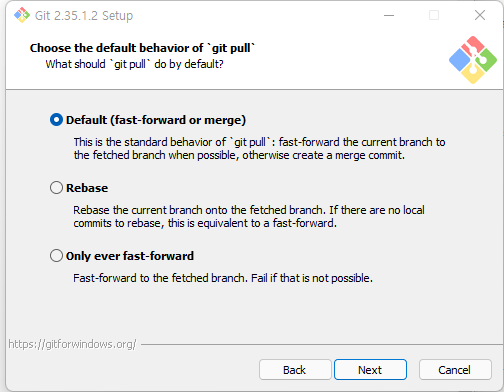 Git 2.35.1.2 Setup
Choose the default behavior of `git pull`
What should `git pull` do by default?
Default (fast-forward or merge)
This is the standard behavior of `git pull`: fast-forward the current branch to
the fetched branch when possible, otherwise create a merge commit.
Rebase
Rebase the current branch onto the fetched branch. If there are no local
commits to rebase, this is equivalent to a fast-forward.
Only ever fast-forward
Fast-forward to the fetched branch. Fail if that is not possible.
https://gitforwindows.org/
Back Next Cancel